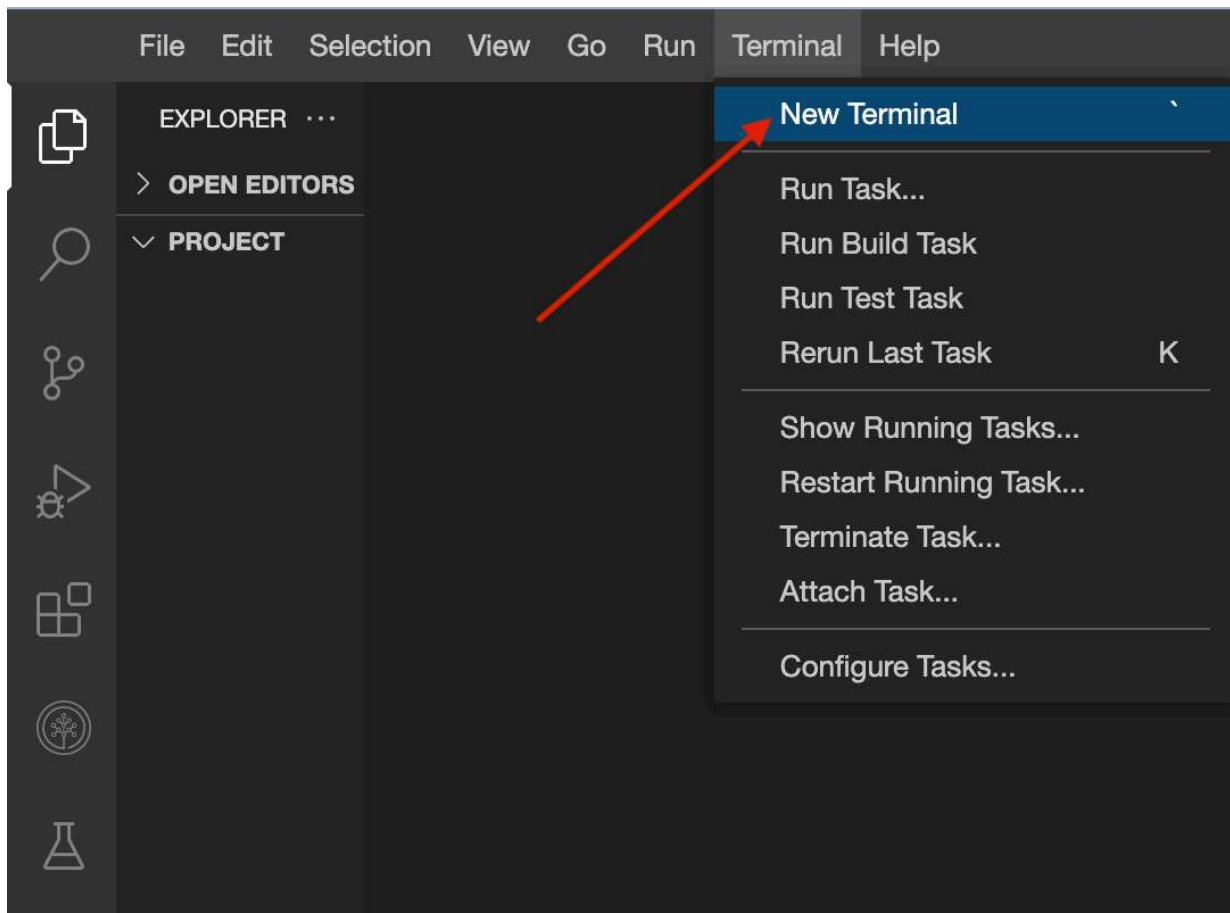 File Edit Selection View Go Run Terminal Help
EXPLORER ···
OPEN EDITORS
PROJECT
New Terminal `
Run Task...
Run Build Task
Run Test Task
Rerun Last Task K
Show Running Tasks...
Restart Running Task...
Terminate Task...
Attach Task...
Configure Tasks...